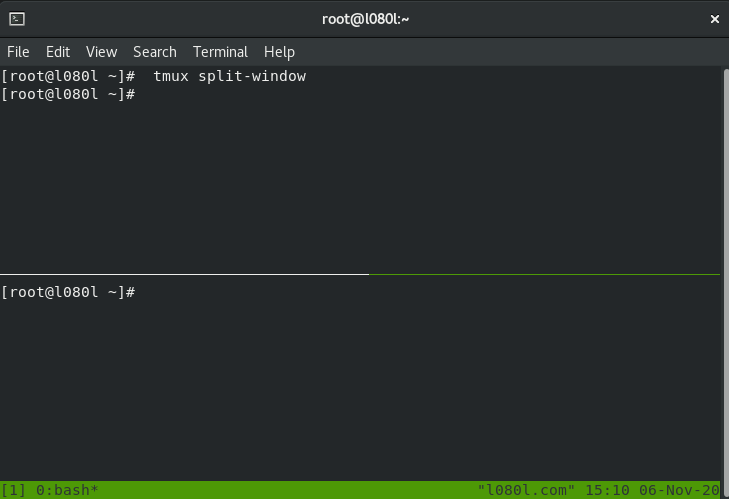 root@l080l:~
File Edit View Search Terminal Help
[root@l080l ~]#  tmux split-window
[root@l080l ~]#
[root@l080l ~]#
[1] 0:bash* "l080l.com" 15:10 06-Nov-20